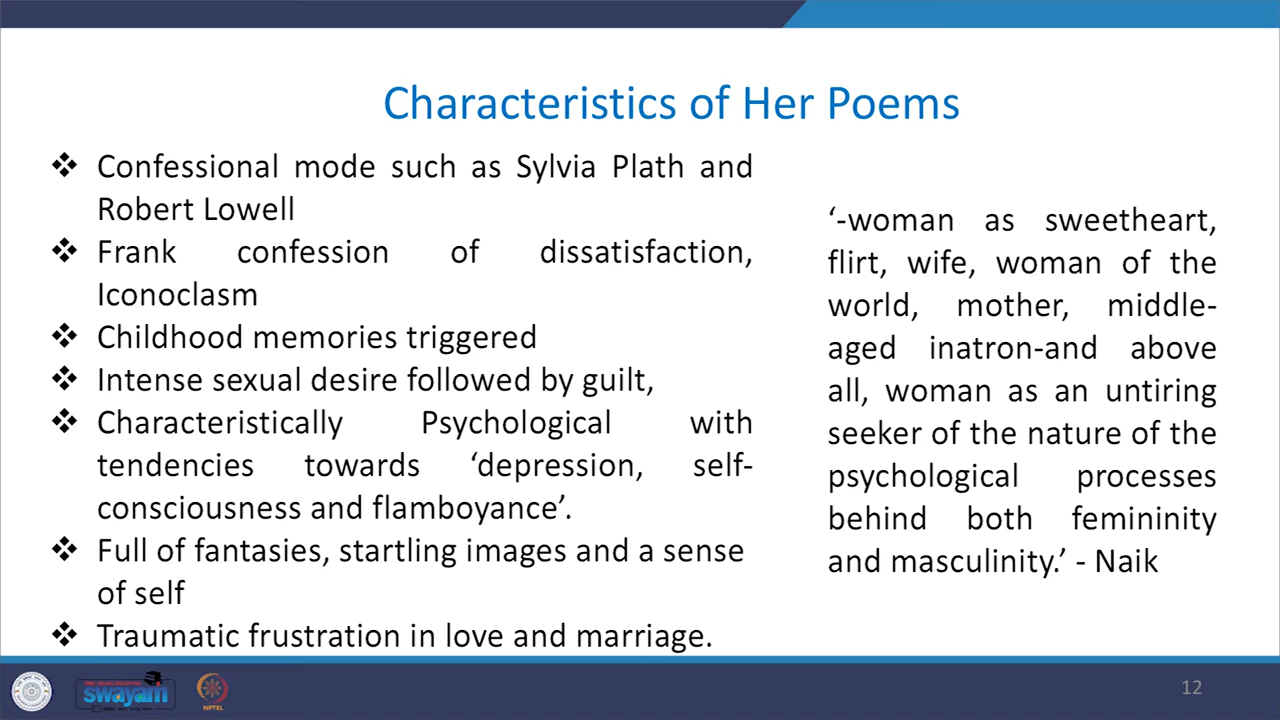 Characteristics of Her Poems
❖ Confessional mode such as Sylvia Plath and
Robert Lowell
❖ Frank confession of dissatisfaction,
Iconoclasm
❖ Childhood memories triggered
❖ Intense sexual desire followed by guilt,
❖ Characteristically Psychological with
tendencies towards ‘depression, self-
consciousness and flamboyance’.
❖ Full of fantasies, startling images and a sense
of self
❖ Traumatic frustration in love and marriage.
‘-woman as sweetheart,
flirt, wife, woman of the
world, mother, middle-
aged inatron-and above
all, woman as an untiring
seeker of the nature of the
psychological processes
behind both femininity
and masculinity.’ - Naik
swayam
NPTEL
12